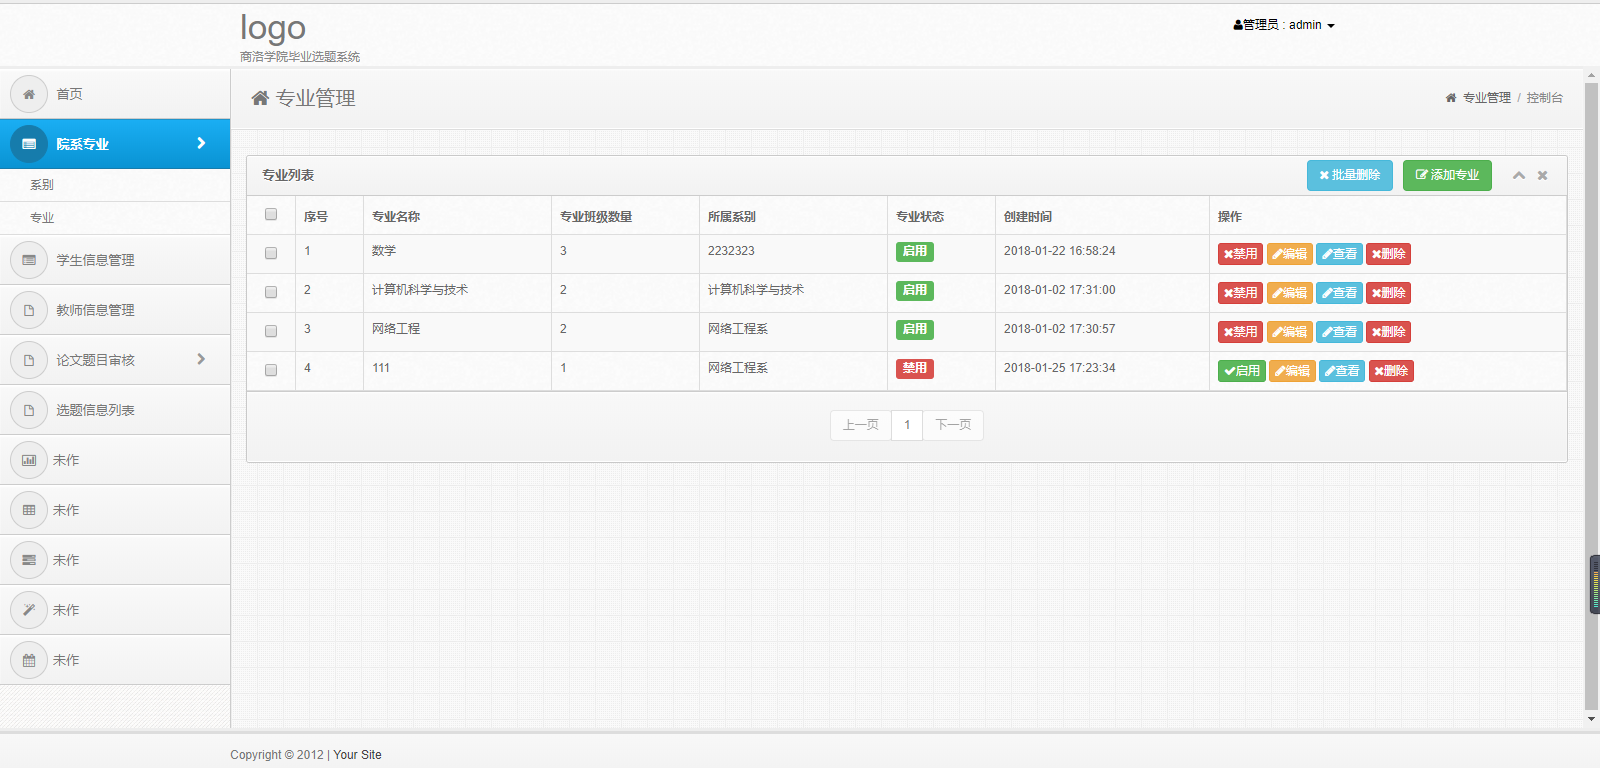 logo
商洛学院毕业选题系统
管理员 : admin
首页
院系专业
系别
专业
学生信息管理
教师信息管理
论文题目审核
选题信息列表
未作
未作
未作
未作
未作
专业管理
专业管理 / 控制台
专业列表 批量删除 添加专业
序号 专业名称 专业班级数量 所属系别 专业状态 创建时间 操作
1 数学 3 2232323 启用 2018-01-22 16:58:24 禁用 编辑 查看 删除
2 计算机科学与技术 2 计算机科学与技术 启用 2018-01-02 17:31:00 禁用 编辑 查看 删除
3 网络工程 2 网络工程系 启用 2018-01-02 17:30:57 禁用 编辑 查看 删除
4 111 1 网络工程系 禁用 2018-01-25 17:23:34 启用 编辑 查看 删除
上一页 1 下一页
Copyright © 2012 | Your Site